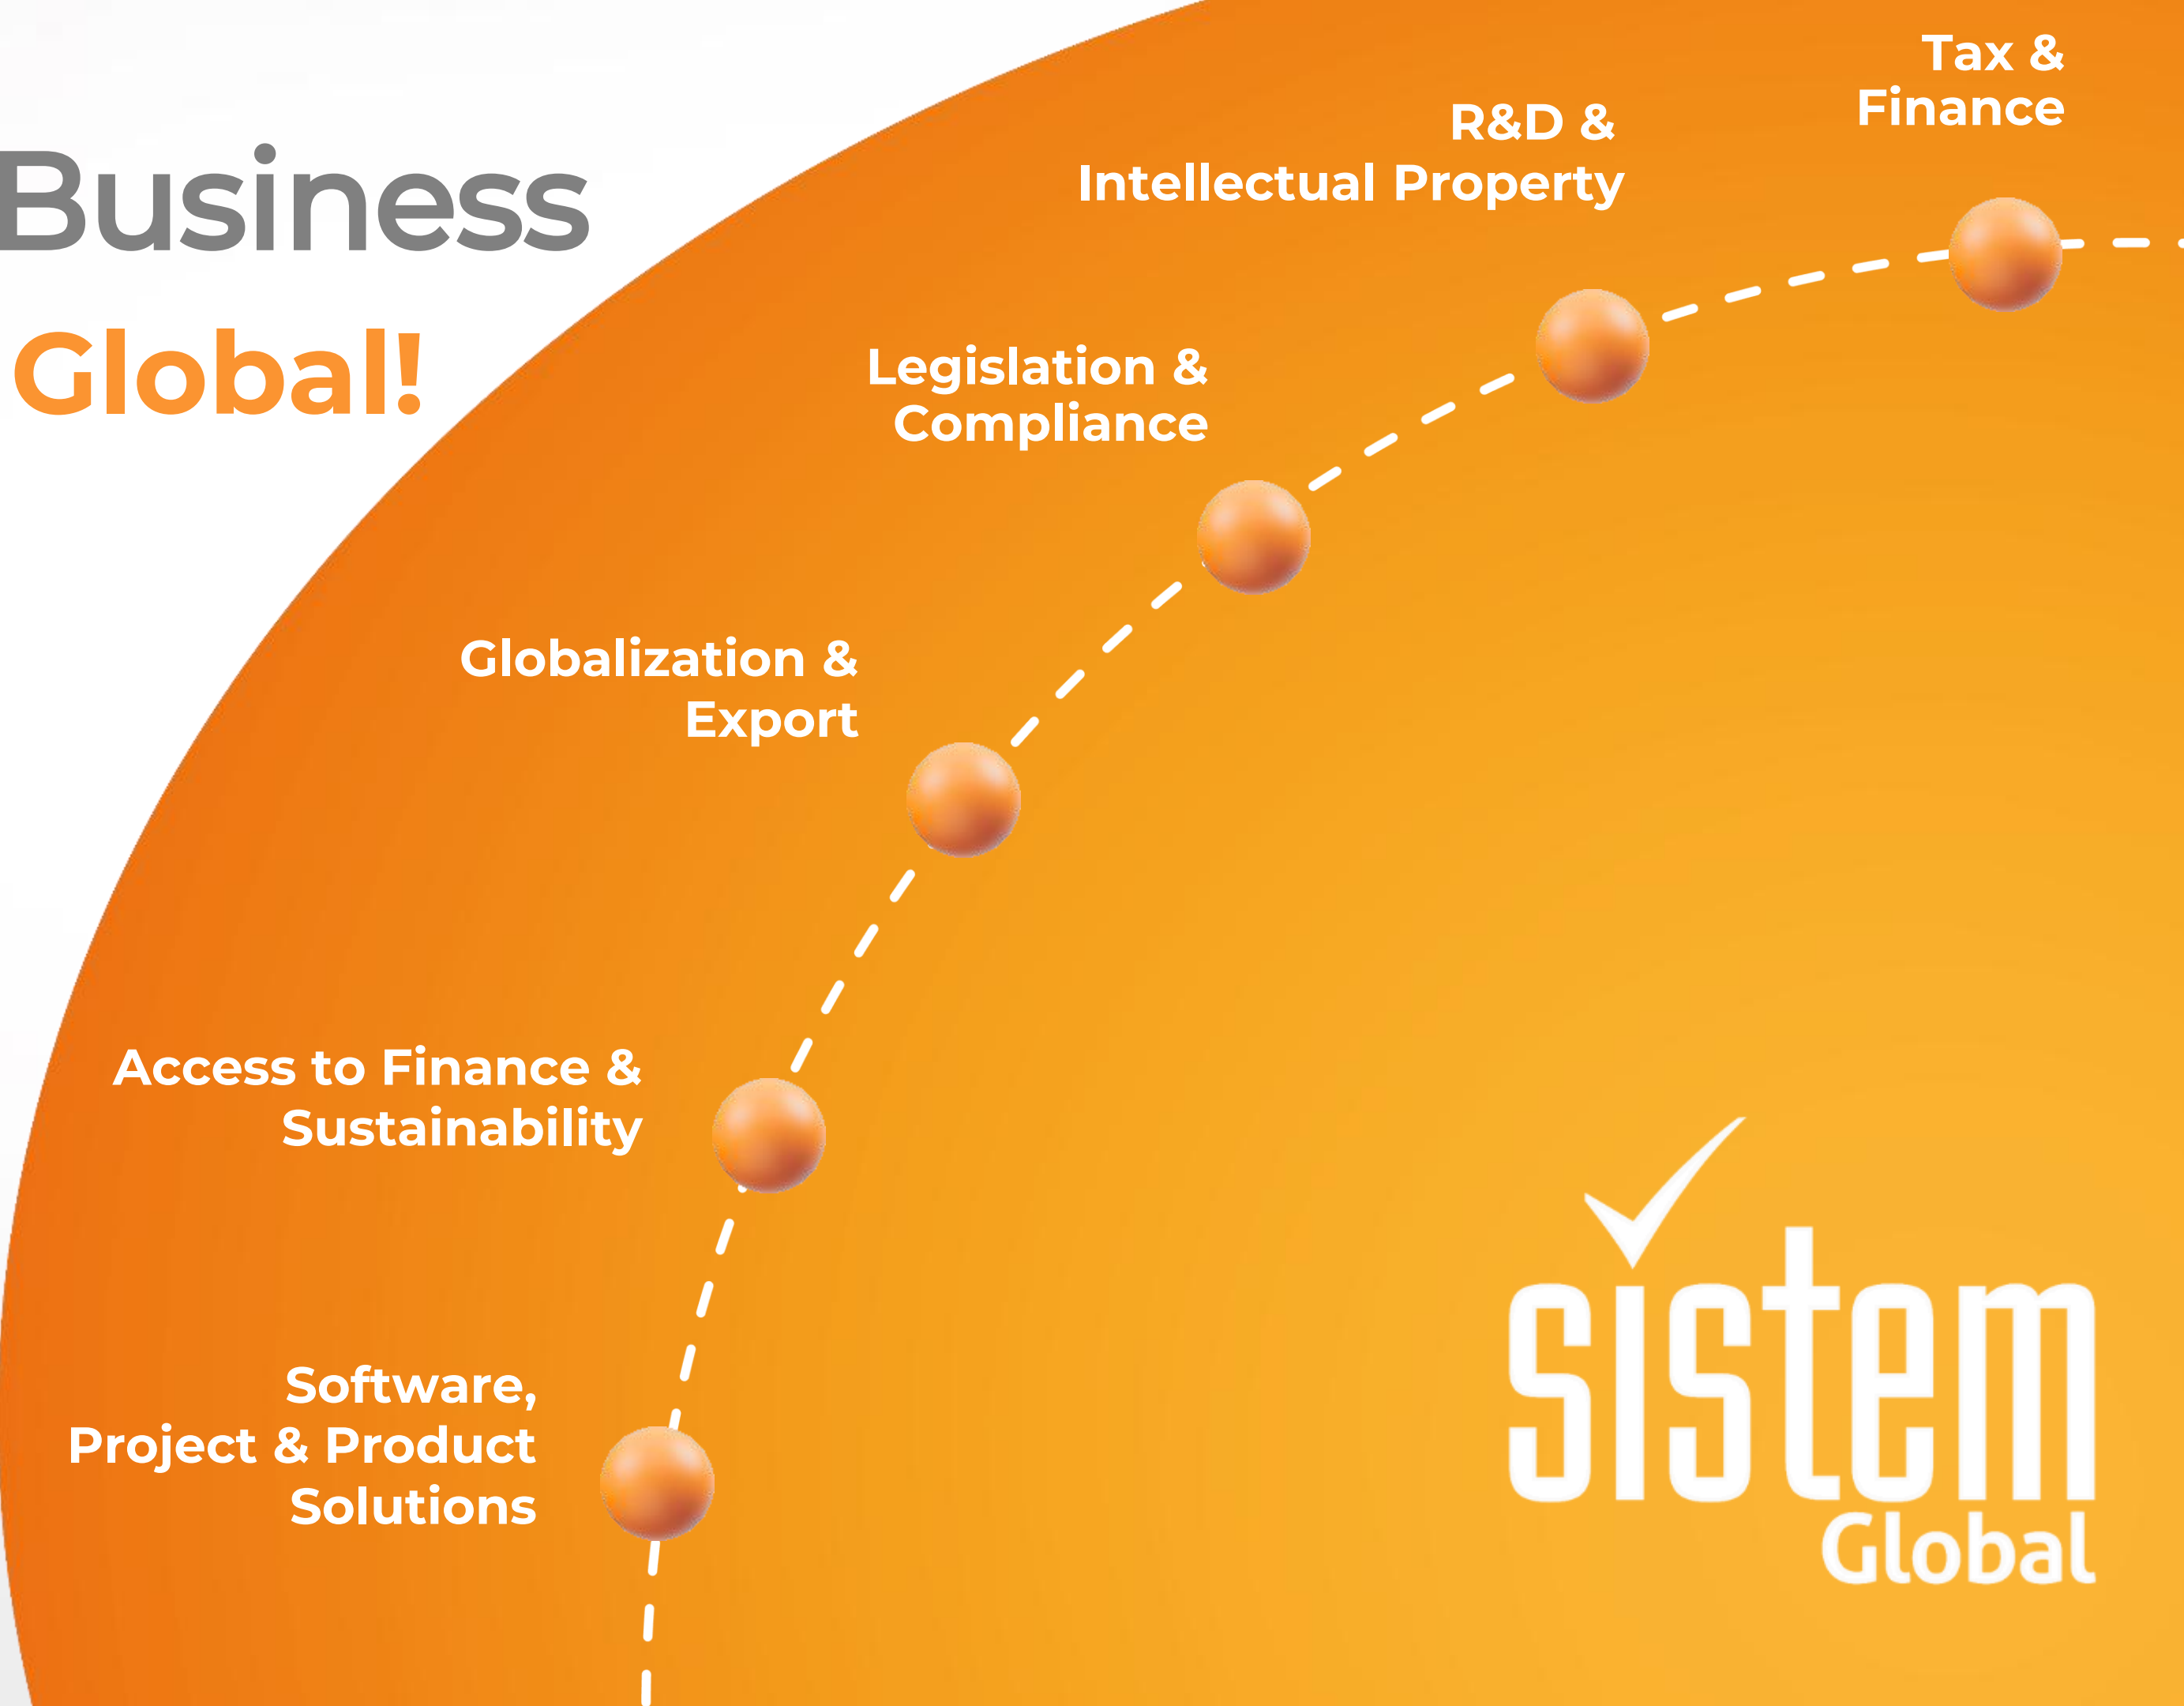 Business
Global!
Tax &
Finance
R&D &
Intellectual Property
Legislation &
Compliance
Globalization &
Export
Access to Finance &
Sustainability
Software,
Project & Product
Solutions
sistem
Global